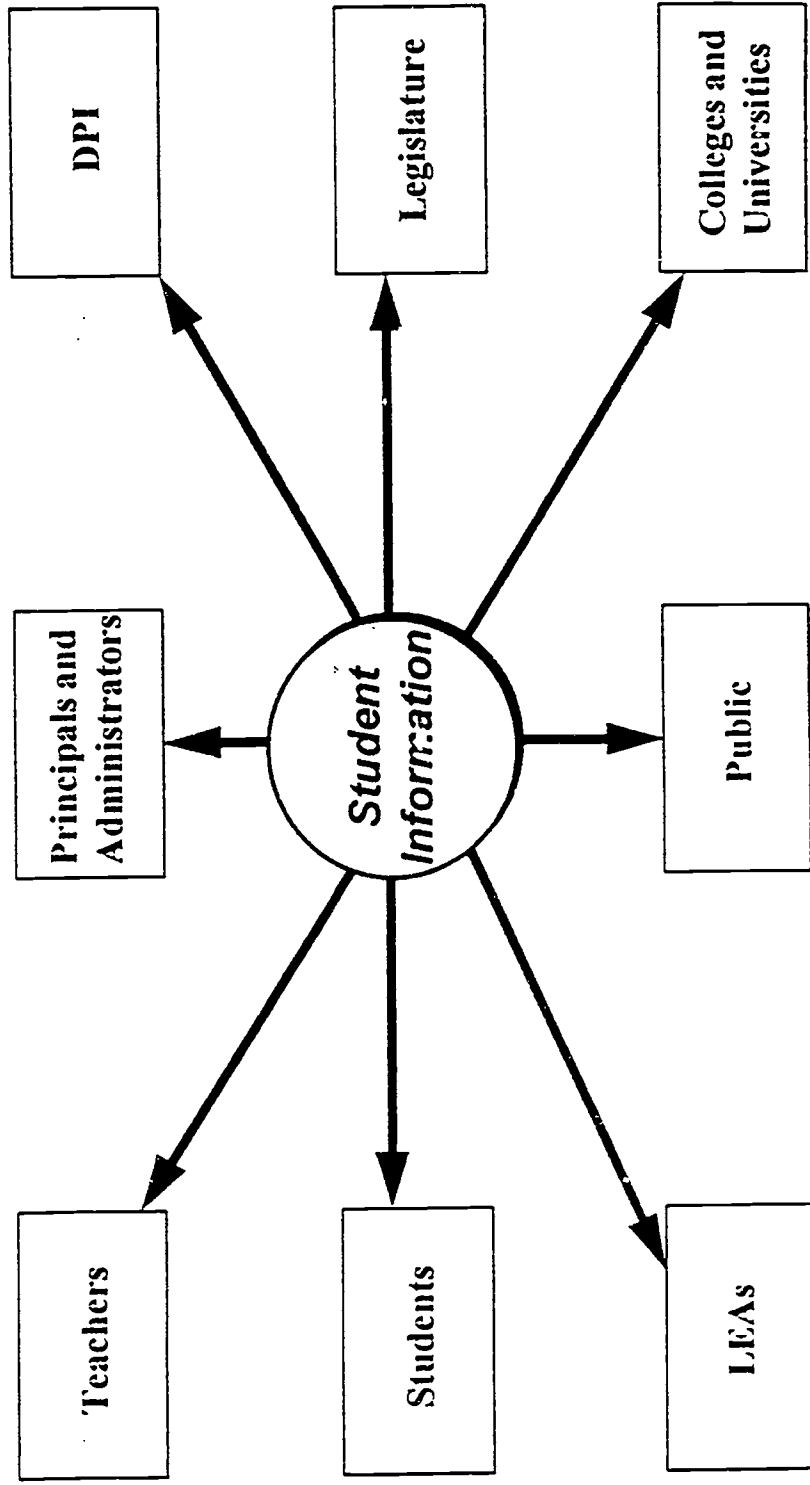 Teachers
Principals and
Administrators
DPI
Students
Student
Information
Legislature
LEAs
Public
Colleges and
Universities